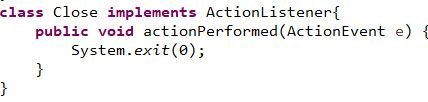 class Close implements ActionListener{
    public void actionPerformed(ActionEvent e) {
        System.exit(0);
    }
}